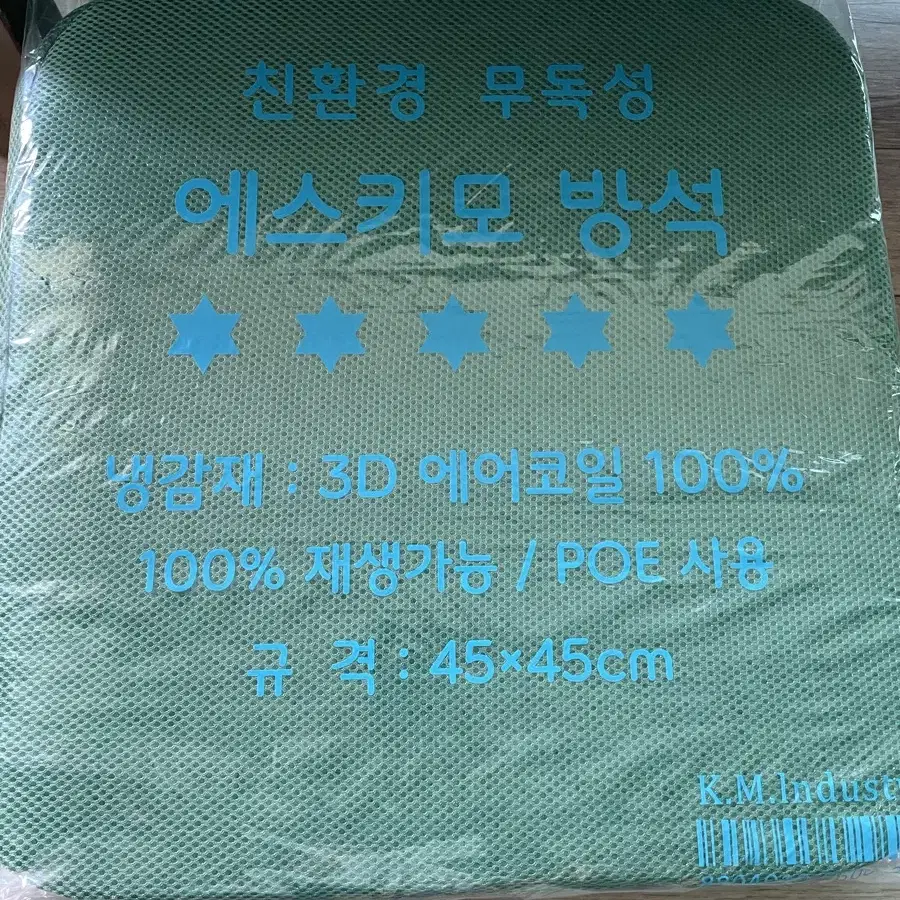 친환경 무독성
에스키모 방석
냉감재 : 3D 에어코일 100%
100% 재생가능 / POE 사용
규 격 : 45×45cm
K.M.Indust